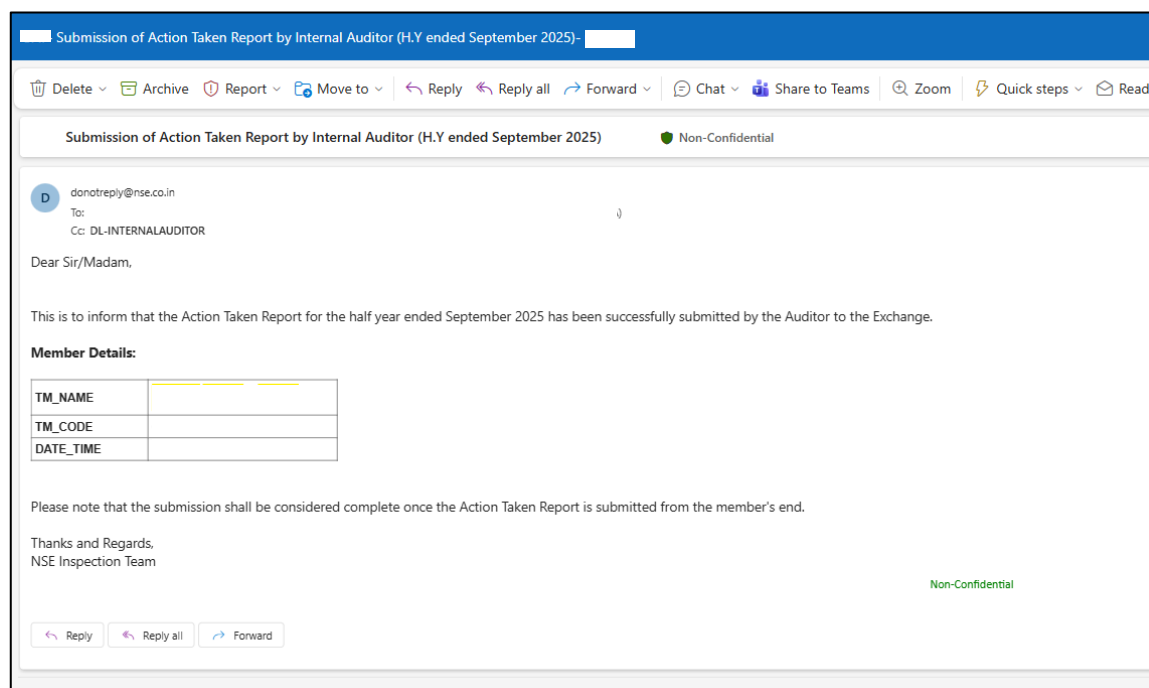 Submission of Action Taken Report by Internal Auditor (H.Y ended September 2025)-
Delete Archive Report Move to Reply Reply all Forward Chat Share to Teams Zoom Quick steps Read
Submission of Action Taken Report by Internal Auditor (H.Y ended September 2025) Non-Confidential
D donotreply@nse.co.in
To:
Cc: DL-INTERNALAUDITOR
Dear Sir/Madam,
This is to inform that the Action Taken Report for the half year ended September 2025 has been successfully submitted by the Auditor to the Exchange.
Member Details:
TM_NAME
TM_CODE
DATE_TIME
Please note that the submission shall be considered complete once the Action Taken Report is submitted from the member's end.
Thanks and Regards,
NSE Inspection Team
Non-Confidential
Reply Reply all Forward